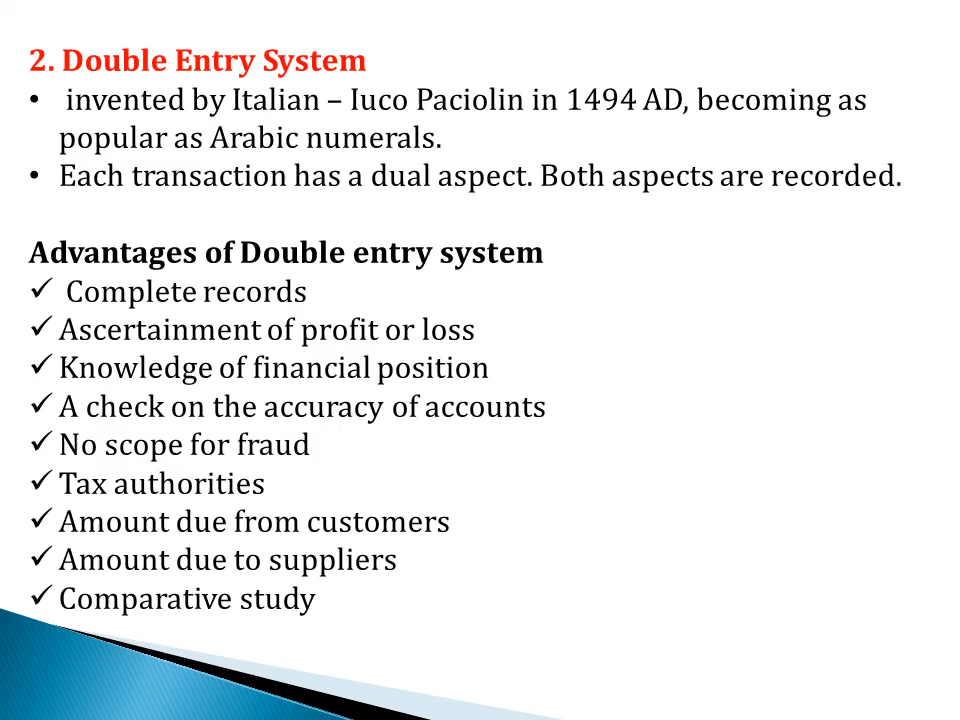 2. Double Entry System
• invented by Italian – Iuco Paciolin in 1494 AD, becoming as
popular as Arabic numerals.
• Each transaction has a dual aspect. Both aspects are recorded.
Advantages of Double entry system
✓ Complete records
✓ Ascertainment of profit or loss
✓ Knowledge of financial position
✓ A check on the accuracy of accounts
✓ No scope for fraud
✓ Tax authorities
✓ Amount due from customers
✓ Amount due to suppliers
✓ Comparative study